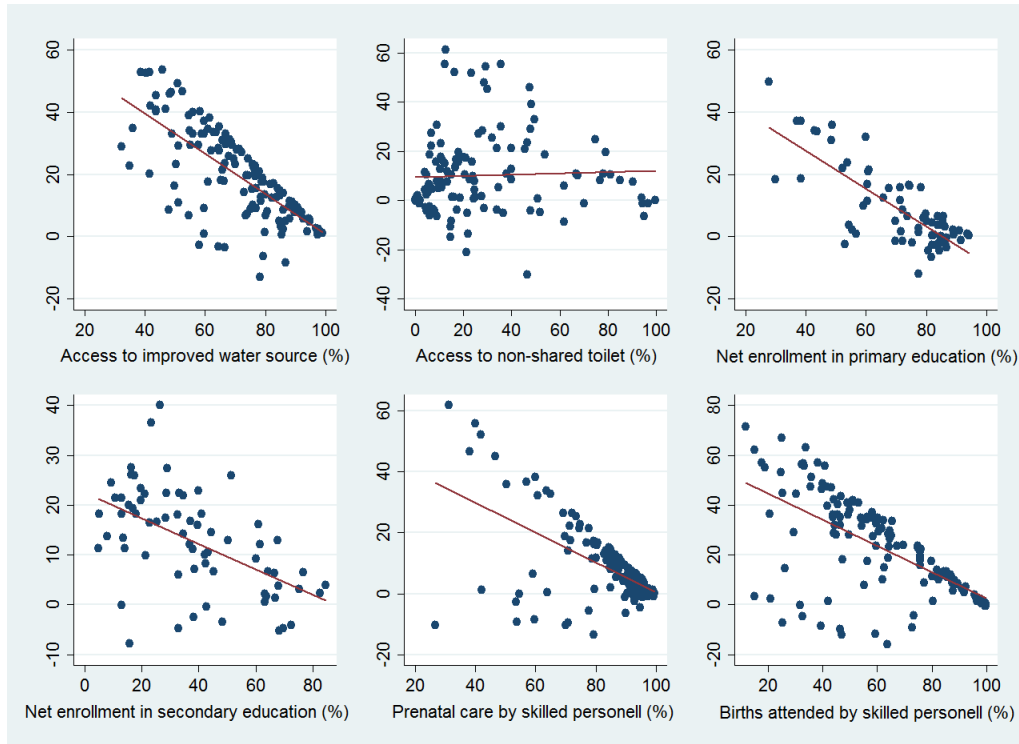 60
40
20
0
-20
20 40 60 80 100
Access to improved water source (%)
60
40
20
0
-20
-40
0 20 40 60 80 100
Access to non-shared toilet (%)
60
40
20
0
-20
20 40 60 80 100
Net enrollment in primary education (%)
40
30
20
10
0
-10
0 20 40 60 80
Net enrollment in secondary education (%)
60
40
20
0
-20
20 40 60 80 100
Prenatal care by skilled personell (%)
80
60
40
20
0
-20
20 40 60 80 100
Births attended by skilled personell (%)